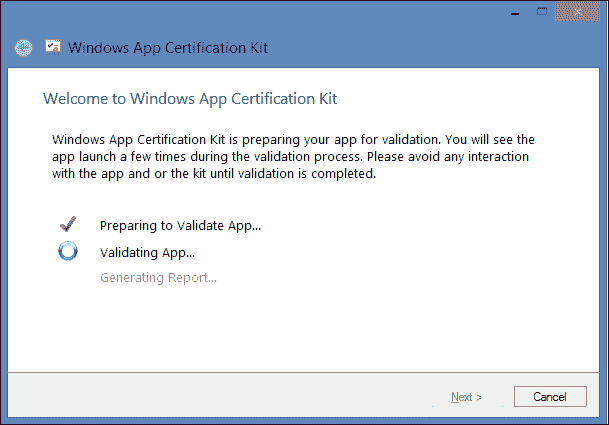 Windows App Certification Kit
Welcome to Windows App Certification Kit
Windows App Certification Kit is preparing your app for validation. You will see the
app launch a few times during the validation process. Please avoid any interaction
with the app and or the kit until validation is completed.
Preparing to Validate App...
Validating App...
Generating Report...
Next >
Cancel